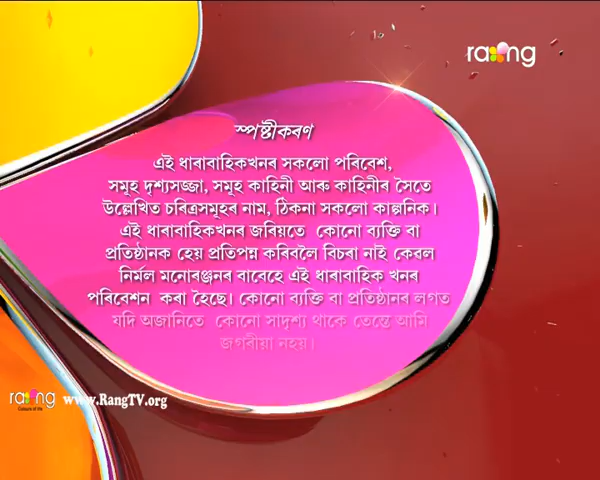 rang
স্পষ্টীকৰণ
এই ধাৰাবাহিকখনৰ সকলো পৰিবেশ,
সমূহ দৃশ্যসজ্জা, সমূহ কাহিনী আৰু কাহিনীৰ সৈতে
উল্লেখিত চৰিত্ৰসমূহৰ নাম, ঠিকনা সকলো কাল্পনিক।
এই ধাৰাবাহিকখনৰ জৰিয়তে কোনো ব্যক্তি বা
প্ৰতিষ্ঠানক হেয় প্ৰতিপন্ন কৰিবলৈ বিচৰা নাই কেৱল
নিৰ্মল মনোৰঞ্জনৰ বাবেহে এই ধাৰাবাহিক খনৰ
পৰিবেশন কৰা হৈছে। কোনো ব্যক্তি বা প্ৰতিষ্ঠানৰ লগত
যদি অজানিতে কোনো সাদৃশ্য থাকে তেন্তে আমি
জগৰীয়া নহয়।
rang www.RangTV.org
Colours of life